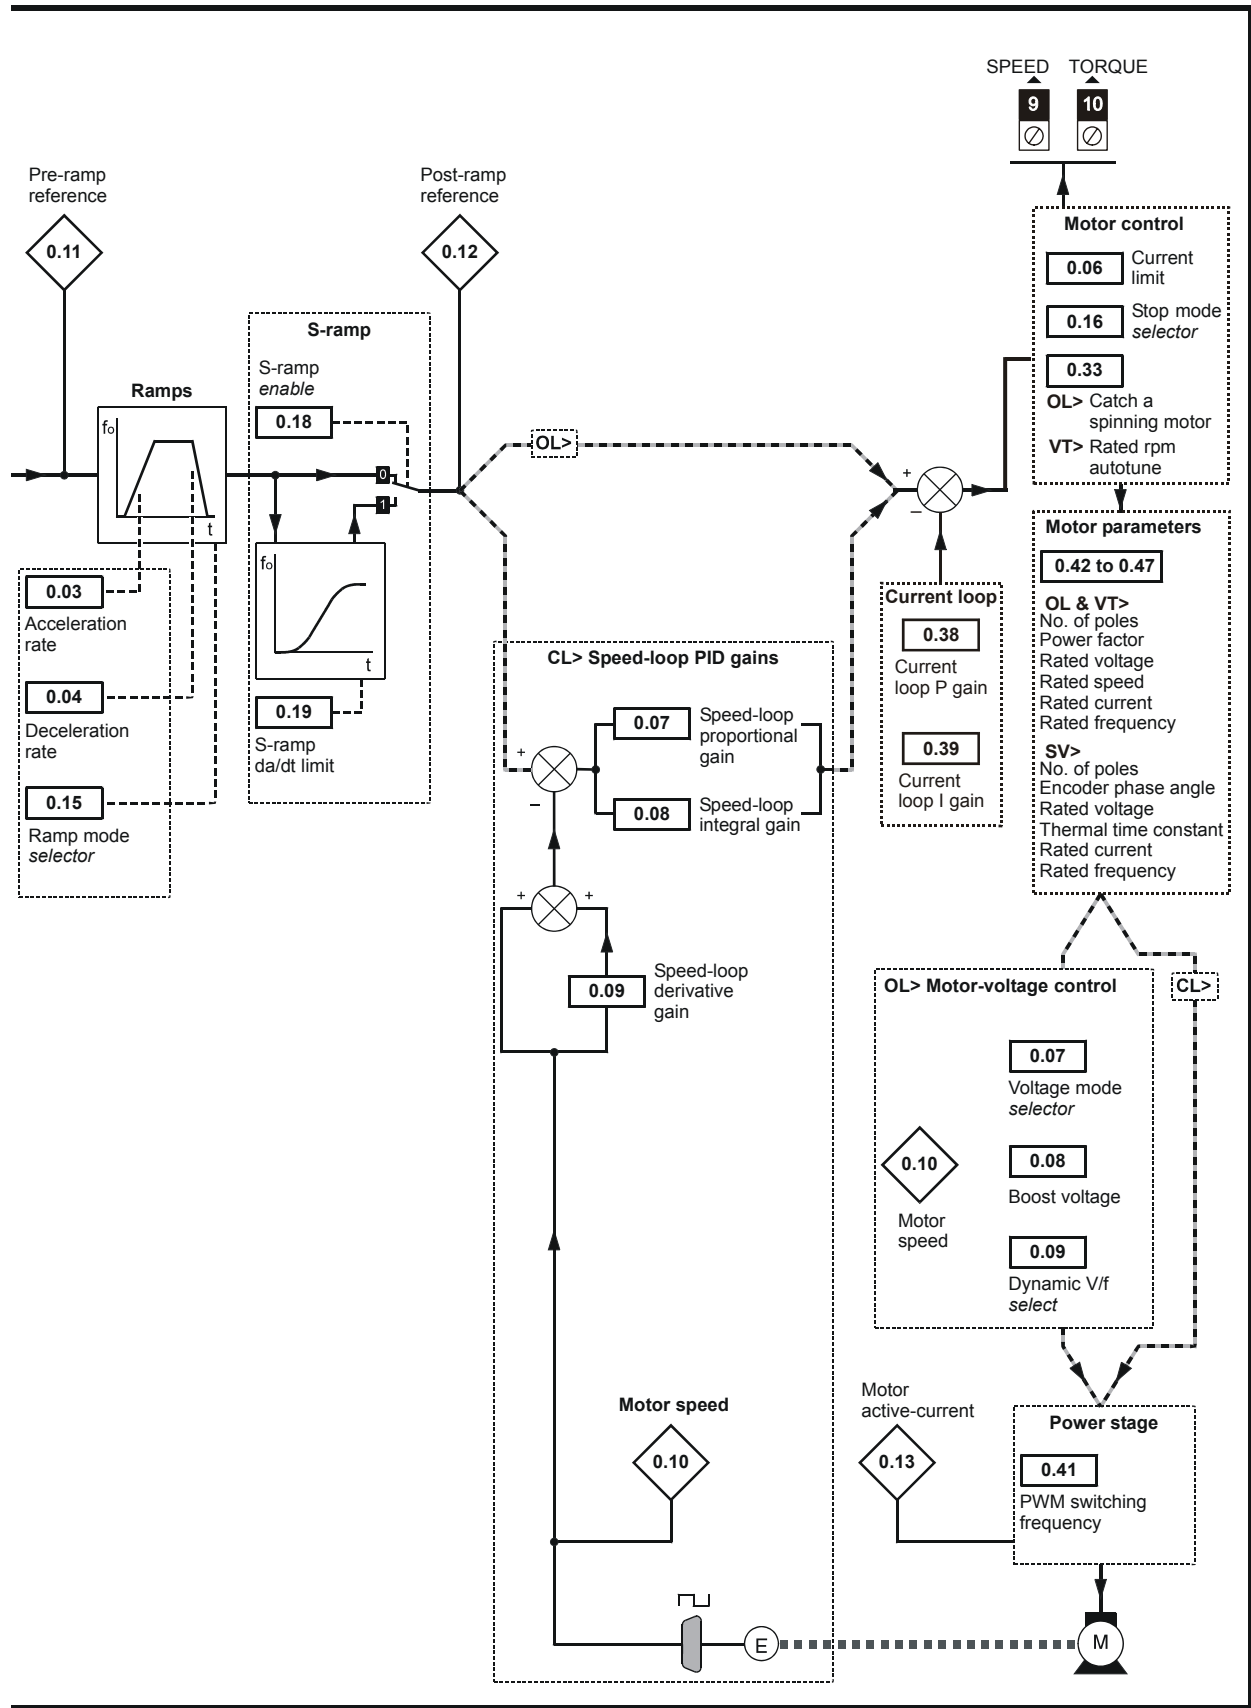 SPEED TORQUE
9 10
Pre-ramp
reference
0.11
Post-ramp
reference
0.12
Motor control
0.06
Current
limit
0.16
Stop mode
selector
0.33
OL> Catch a
spinning motor
VT> Rated rpm
autotune
S-ramp
S-ramp
enable
0.18
Ramps
fo
t
0
1
fo
t
0.19
S-ramp
da/dt limit
0.03
Acceleration
rate
0.04
Deceleration
rate
0.15
Ramp mode
selector
OL>
+
–
Motor parameters
0.42 to 0.47
OL & VT>
No. of poles
Power factor
Rated voltage
Rated speed
Rated current
Rated frequency
SV>
No. of poles
Encoder phase angle
Rated voltage
Thermal time constant
Rated current
Rated frequency
Current loop
0.38
Current
loop P gain
0.39
Current
loop I gain
CL> Speed-loop PID gains
0.07
Speed-loop
proportional
gain
0.08
Speed-loop
integral gain
+
–
+ +
0.09
Speed-loop
derivative
gain
OL> Motor-voltage control
CL>
0.07
Voltage mode
selector
0.10
Motor
speed
0.08
Boost voltage
0.09
Dynamic V/f
select
Motor speed
0.10
Motor
active-current
0.13
Power stage
0.41
PWM switching
frequency
E
M